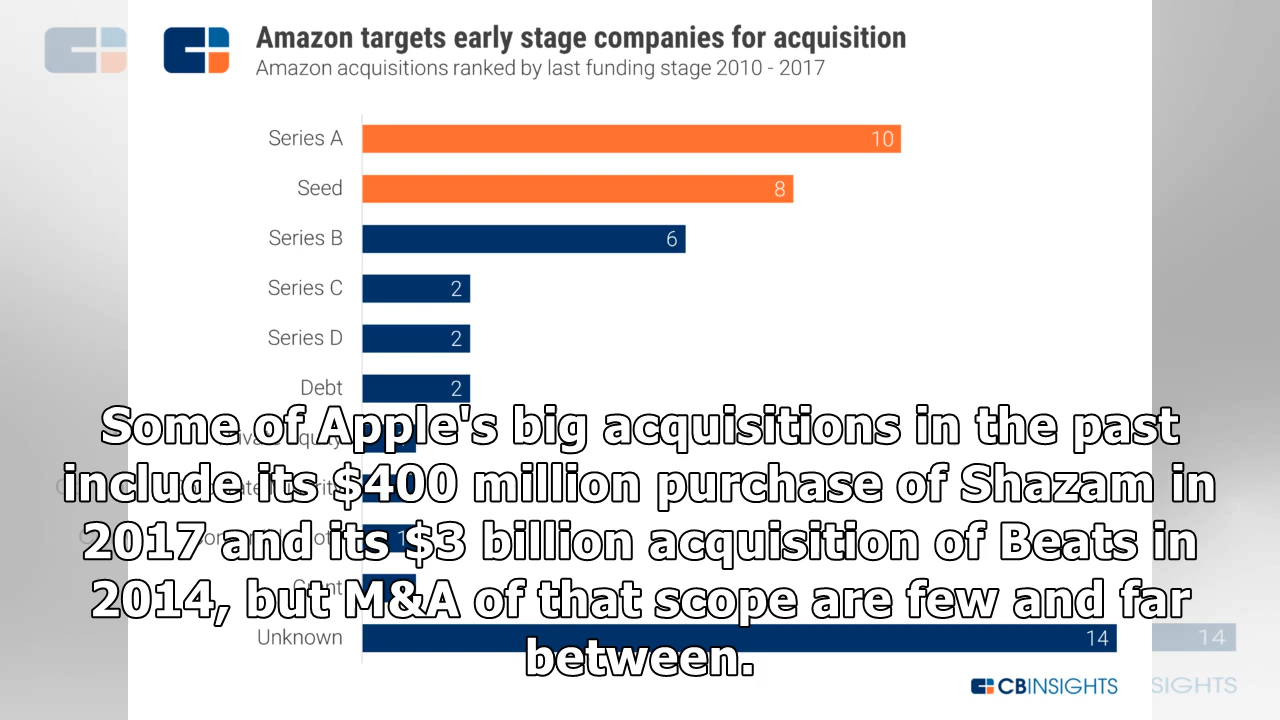 Amazon targets early stage companies for acquisition
Amazon acquisitions ranked by last funding stage 2010 - 2017
Series A 10
Seed 8
Series B 6
Series C 2
Series D 2
Debt 2
Some of Apple's big acquisitions in the past
include its $400 million purchase of Shazam in
2017 and its $3 billion acquisition of Beats in
2014, but M&A of that scope are few and far
between.
Unknown 14 14
CBINSIGHTS